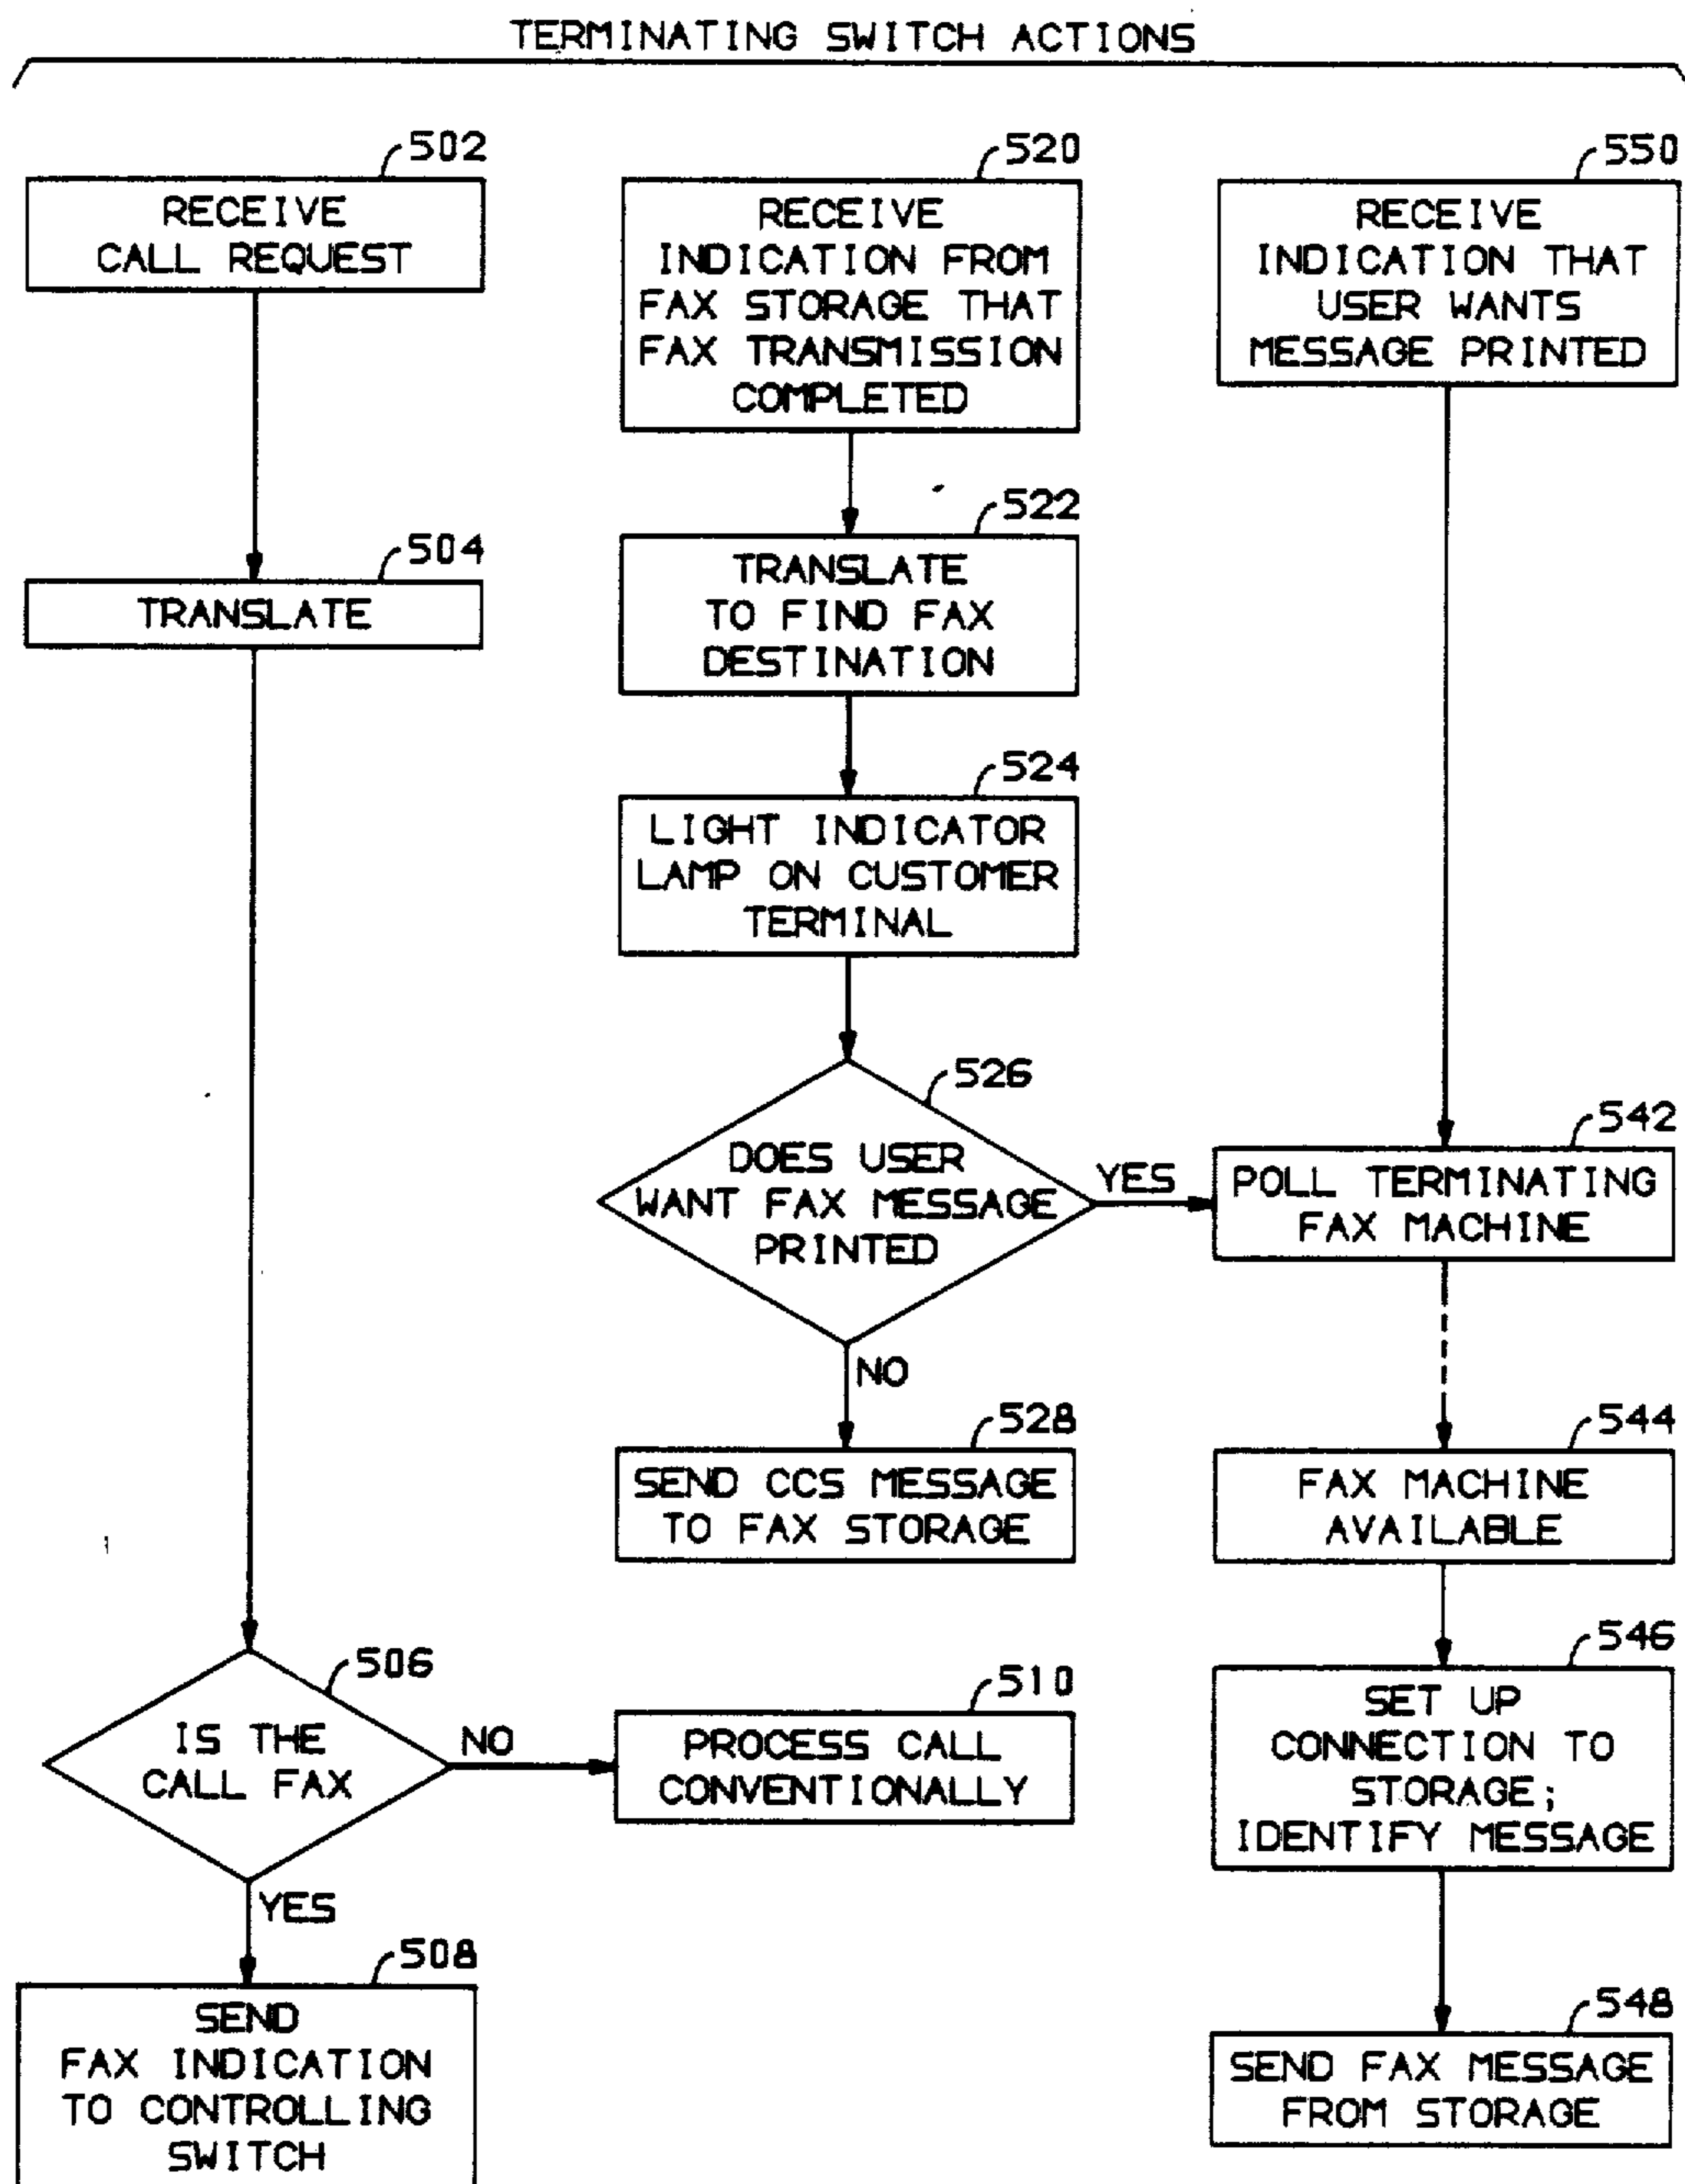 TERMINATING SWITCH ACTIONS
502
RECEIVE
CALL REQUEST
504
TRANSLATE
506
IS THE
CALL FAX
NO
YES
510
PROCESS CALL
CONVENTIONALLY
508
SEND
FAX INDICATION
TO CONTROLLING
SWITCH
520
RECEIVE
INDICATION FROM
FAX STORAGE THAT
FAX TRANSMISSION
COMPLETED
522
TRANSLATE
TO FIND FAX
DESTINATION
524
LIGHT INDICATOR
LAMP ON CUSTOMER
TERMINAL
526
DOES USER
WANT FAX MESSAGE
PRINTED
YES
NO
528
SEND CCS MESSAGE
TO FAX STORAGE
550
RECEIVE
INDICATION THAT
USER WANTS
MESSAGE PRINTED
542
POLL TERMINATING
FAX MACHINE
544
FAX MACHINE
AVAILABLE
546
SET UP
CONNECTION TO
STORAGE;
IDENTIFY MESSAGE
548
SEND FAX MESSAGE
FROM STORAGE